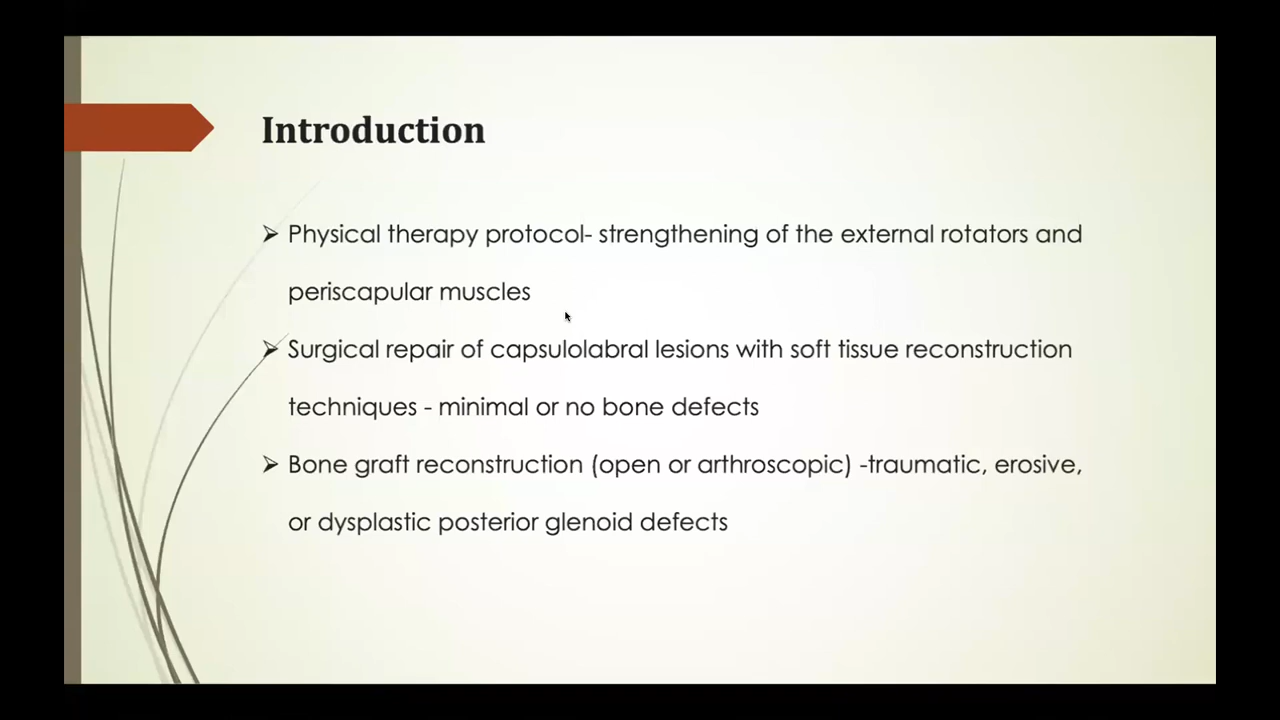 Introduction
➢ Physical therapy protocol- strengthening of the external rotators and
periscapular muscles
➢ Surgical repair of capsulolabral lesions with soft tissue reconstruction
techniques - minimal or no bone defects
➢ Bone graft reconstruction (open or arthroscopic) -traumatic, erosive,
or dysplastic posterior glenoid defects